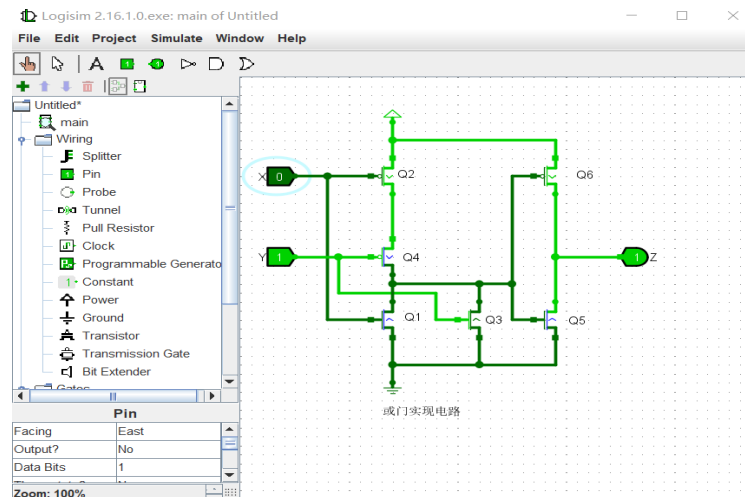 Logisim 2.16.1.0.exe: main of Untitled
File Edit Project Simulate Window Help
Untitled*
main
Wiring
Splitter
Pin
Probe
Tunnel
Pull Resistor
Clock
Programmable Generato
Constant
Power
Ground
Transistor
Transmission Gate
Bit Extender
Gates
Pin
Facing East
Output? No
Data Bits 1
Zoom: 100%
Q2
Q6
X 0
Y 1
Q4
1 Z
Q1
Q3
Q5
或门实现电路